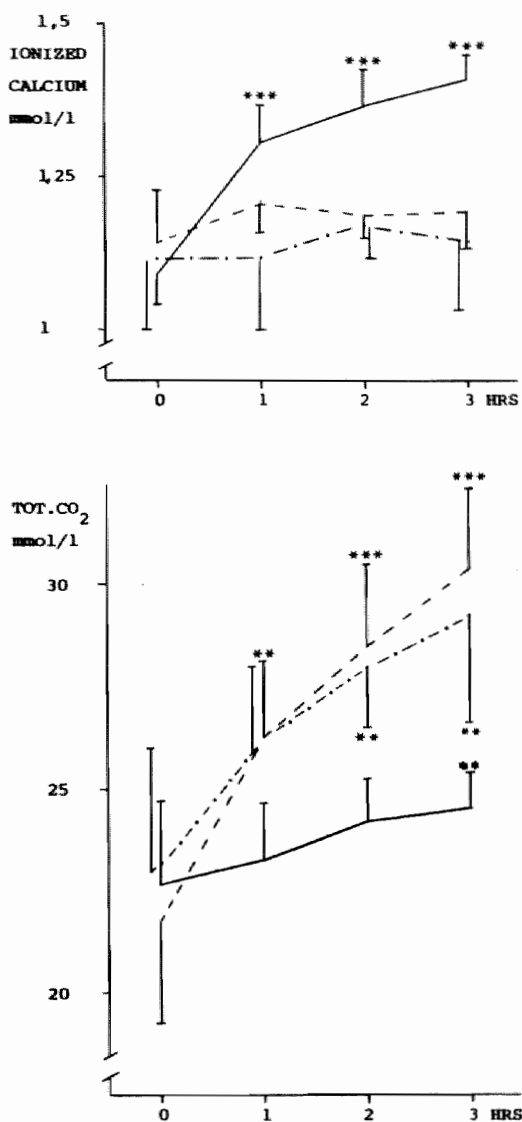 1,5
IONIZED
CALCIUM
mmol/l
***
***
***
1,25
1
0 1 2 3 HRS
TOT.CO2
mmol/l
***
30
***
**
**
**
25
**
20
0 1 2 3 HRS